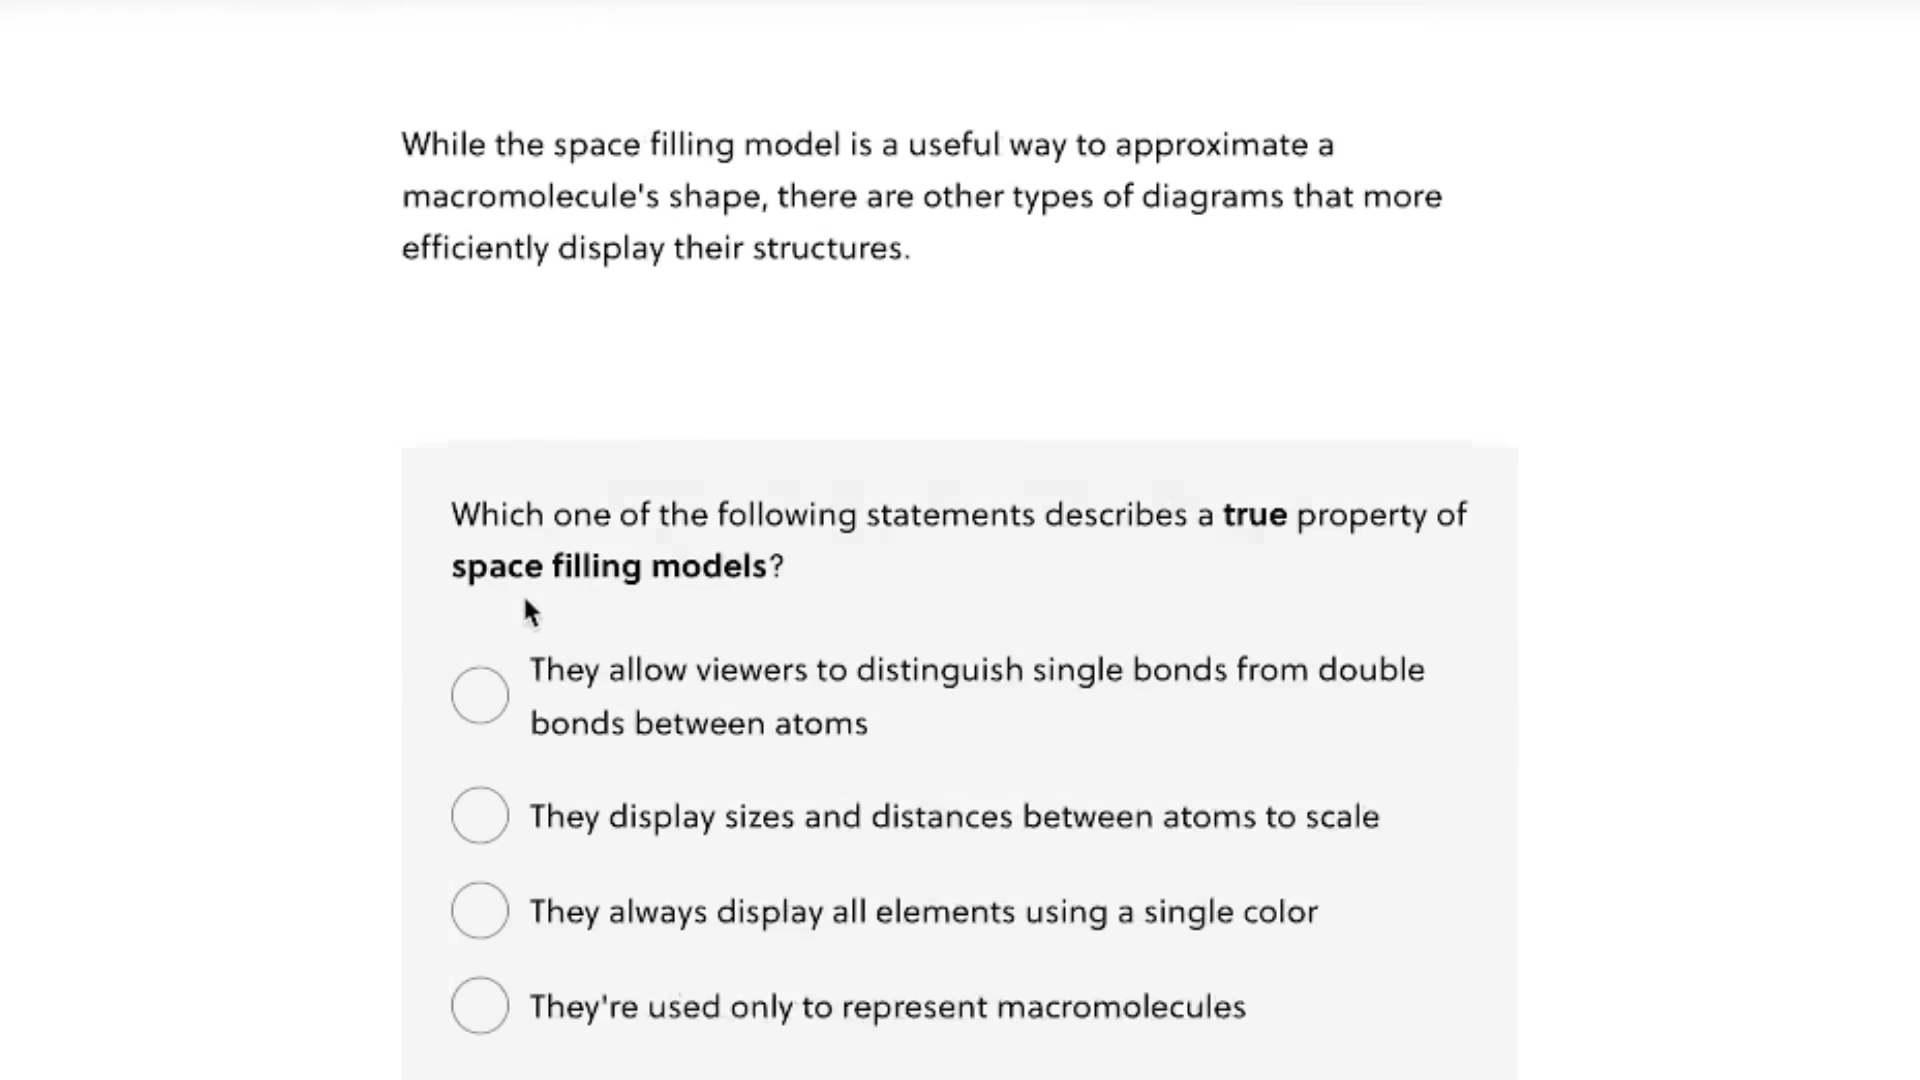 While the space filling model is a useful way to approximate a
macromolecule's shape, there are other types of diagrams that more
efficiently display their structures.
Which one of the following statements describes a true property of
space filling models?
They allow viewers to distinguish single bonds from double
bonds between atoms
They display sizes and distances between atoms to scale
They always display all elements using a single color
They're used only to represent macromolecules